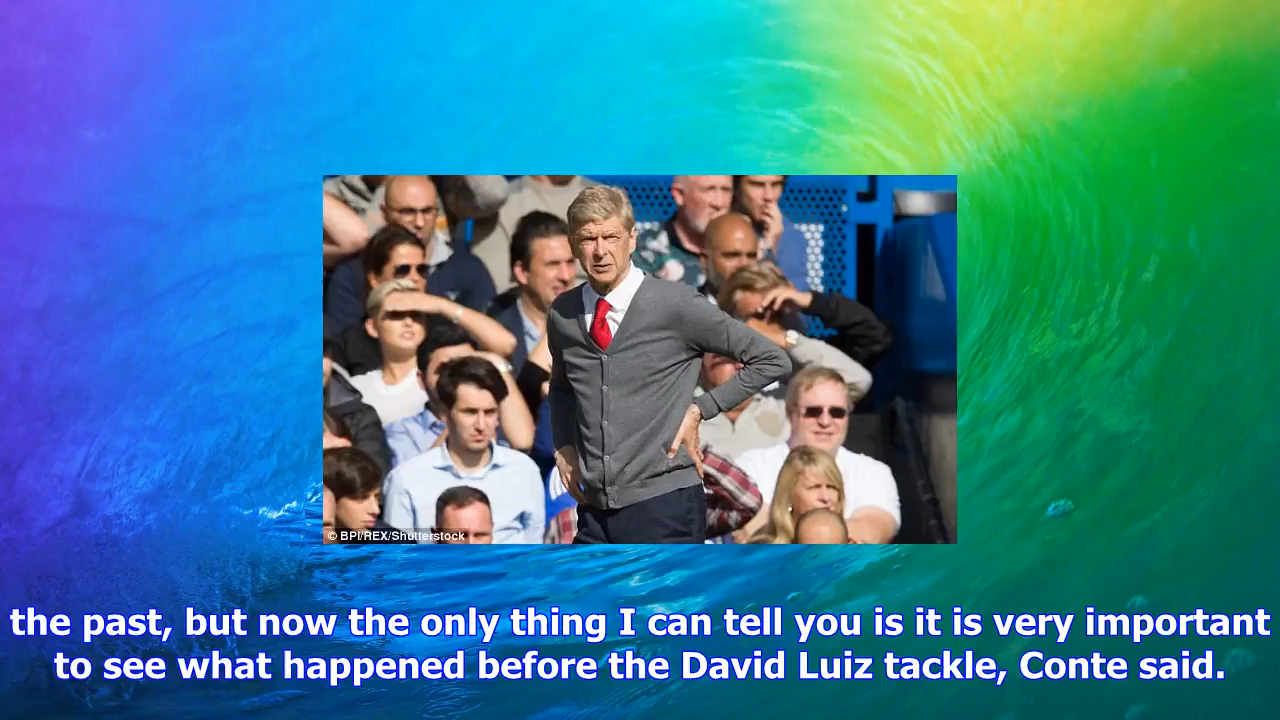 © BPI/REX/Shutterstock
the past, but now the only thing I can tell you is it is very important
to see what happened before the David Luiz tackle, Conte said.